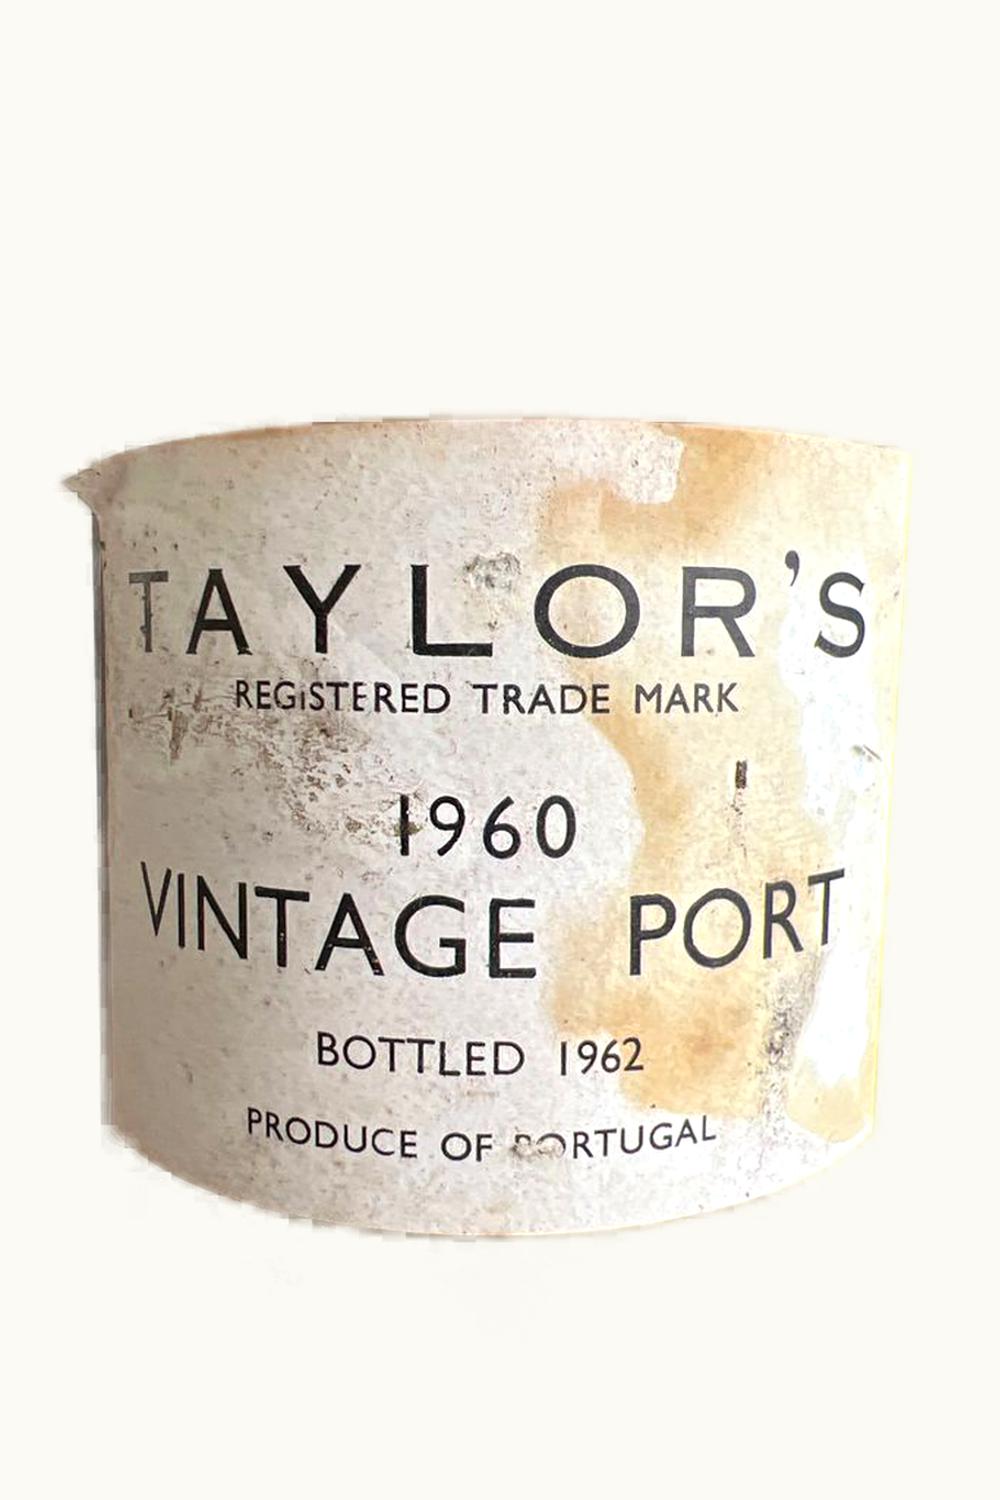 TAYLOR'S
REGISTERED TRADE MARK
1960
VINTAGE PORT
BOTTLED 1962
PRODUCE OF PORTUGAL